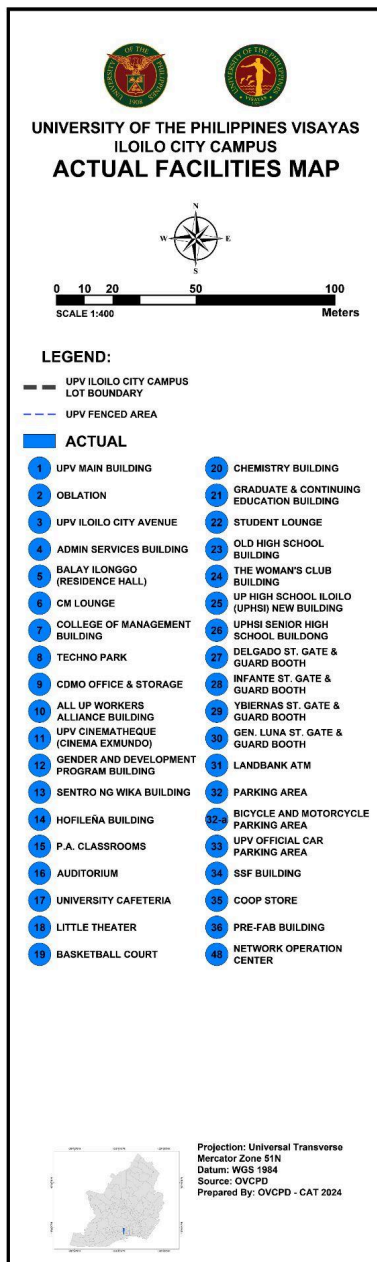 UNIVERSITY OF THE PHILIPPINES
1908
UNIVERSITY OF THE PHILIPPINES
VISAYAS
UNIVERSITY OF THE PHILIPPINES VISAYAS
ILOILO CITY CAMPUS
ACTUAL FACILITIES MAP
N
W E
S
0 10 20 50 100
SCALE 1:400 Meters
LEGEND:
UPV ILOILO CITY CAMPUS
LOT BOUNDARY
UPV FENCED AREA
ACTUAL
1 UPV MAIN BUILDING
2 OBLATION
3 UPV ILOILO CITY AVENUE
4 ADMIN SERVICES BUILDING
5 BALAY ILONGGO
(RESIDENCE HALL)
6 CM LOUNGE
7 COLLEGE OF MANAGEMENT
BUILDING
8 TECHNO PARK
9 CDMO OFFICE & STORAGE
10 ALL UP WORKERS
ALLIANCE BUILDING
11 UPV CINEMATHEQUE
(CINEMA EXMUNDO)
12 GENDER AND DEVELOPMENT
PROGRAM BUILDING
13 SENTRO NG WIKA BUILDING
14 HOFILEÑA BUILDING
15 P.A. CLASSROOMS
16 AUDITORIUM
17 UNIVERSITY CAFETERIA
18 LITTLE THEATER
19 BASKETBALL COURT
20 CHEMISTRY BUILDING
21 GRADUATE & CONTINUING
EDUCATION BUILDING
22 STUDENT LOUNGE
23 OLD HIGH SCHOOL
BUILDING
24 THE WOMAN'S CLUB
BUILDING
25 UP HIGH SCHOOL ILOILO
(UPHSI) NEW BUILDING
26 UPHSI SENIOR HIGH
SCHOOL BUILDONG
27 DELGADO ST. GATE &
GUARD BOOTH
28 INFANTE ST. GATE &
GUARD BOOTH
29 YBIERNAS ST. GATE &
GUARD BOOTH
30 GEN. LUNA ST. GATE &
GUARD BOOTH
31 LANDBANK ATM
32 PARKING AREA
32-a BICYCLE AND MOTORCYCLE
PARKING AREA
33 UPV OFFICIAL CAR
PARKING AREA
34 SSF BUILDING
35 COOP STORE
36 PRE-FAB BUILDING
48 NETWORK OPERATION
CENTER
Projection: Universal Transverse
Mercator Zone 51N
Datum: WGS 1984
Source: OVCPD
Prepared By: OVCPD - CAT 2024